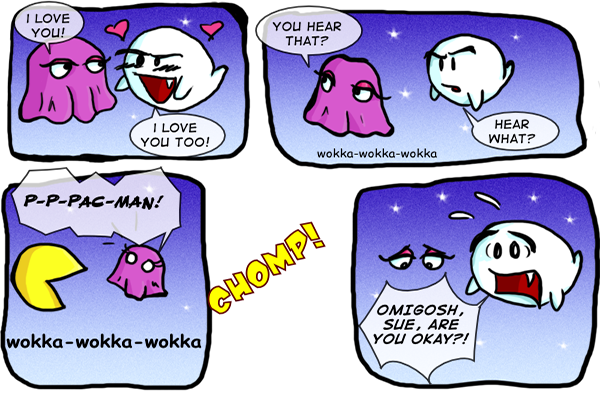 I LOVE
YOU!
I LOVE
YOU TOO!
YOU HEAR
THAT?
HEAR
WHAT?
wokka-wokka-wokka
P-P-PAC-MAN!
wokka-wokka-wokka
CHOMP!
OMIGOSH,
SUE, ARE
YOU OKAY?!